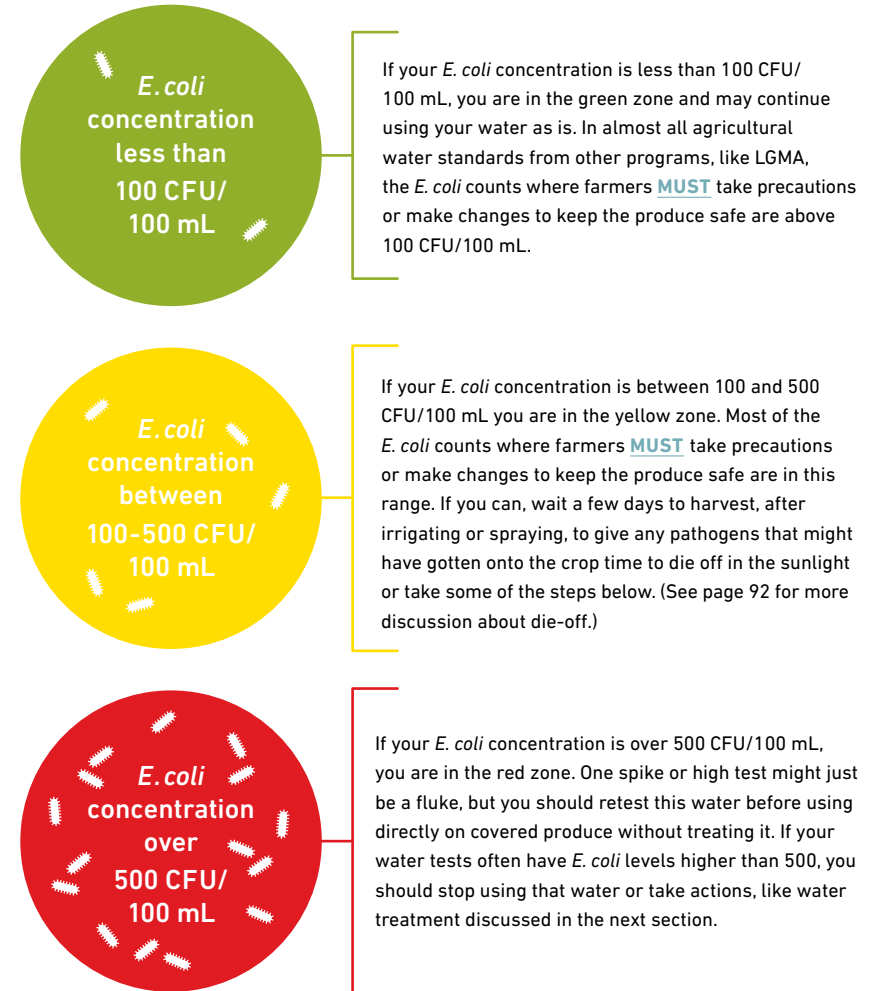 E. coli
concentration
less than
100 CFU/
100 mL
If your E. coli concentration is less than 100 CFU/
100 mL, you are in the green zone and may continue
using your water as is. In almost all agricultural
water standards from other programs, like LGMA,
the E. coli counts where farmers MUST take precautions
or make changes to keep the produce safe are above
100 CFU/100 mL.
E. coli
concentration
between
100-500 CFU/
100 mL
If your E. coli concentration is between 100 and 500
CFU/100 mL you are in the yellow zone. Most of the
E. coli counts where farmers MUST take precautions
or make changes to keep the produce safe are in this
range. If you can, wait a few days to harvest, after
irrigating or spraying, to give any pathogens that might
have gotten onto the crop time to die off in the sunlight
or take some of the steps below. (See page 92 for more
discussion about die-off.)
E. coli
concentration
over
500 CFU/
100 mL
If your E. coli concentration is over 500 CFU/100 mL,
you are in the red zone. One spike or high test might just
be a fluke, but you should retest this water before using
directly on covered produce without treating it. If your
water tests often have E. coli levels higher than 500, you
should stop using that water or take actions, like water
treatment discussed in the next section.